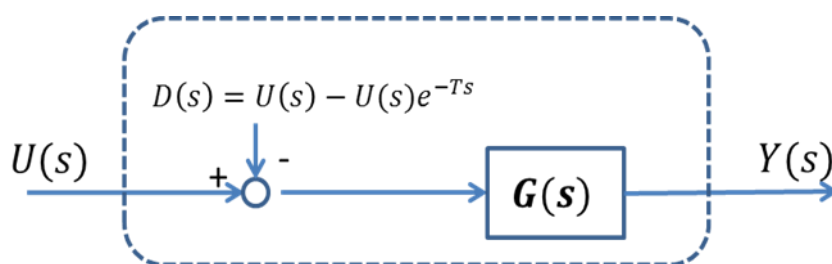 D(s) = U(s) − U(s)e^{−Ts}
U(s)
+
-
G(s)
Y(s)